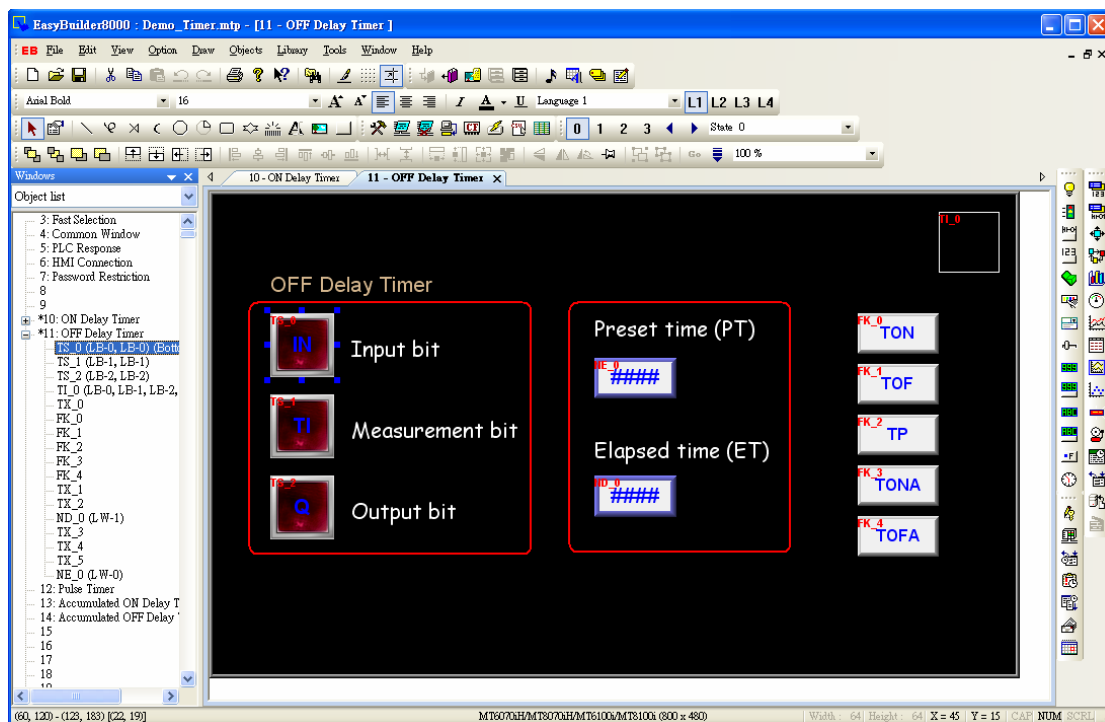 EasyBuilder8000 : Demo_Timer.mtp - [11 - OFF Delay Timer ]
EB File Edit View Option Draw Objects Library Tools Window Help
Arial Bold 16 A A I A U Language 1 L1 L2 L3 L4
0 1 2 3 State 0
Go 100 %
Windows
10 - ON Delay Timer 11 - OFF Delay Timer
Object list
3: Fast Selection
4: Common Window
5: PLC Response
6: HMI Connection
7: Password Restriction
8
9
*10: ON Delay Timer
*11: OFF Delay Timer
TS_0 (LB-0, LB-0) (Bott
TS_1 (LB-1, LB-1)
TS_2 (LB-2, LB-2)
TI_0 (LB-0, LB-1, LB-2,
TX_0
FK_0
FK_1
FK_2
FK_3
FK_4
TX_1
TX_2
ND_0 (LW-1)
TX_3
TX_4
TX_5
NE_0 (LW-0)
12: Pulse Timer
13: Accumulated ON Delay T
14: Accumulated OFF Delay
15
16
17
18
19
TI_0
OFF Delay Timer
TS_0
IN
Input bit
TS_1
TI
Measurement bit
TS_2
Q
Output bit
Preset time (PT)
NE_0
####
Elapsed time (ET)
ND_0
####
FK_0
TON
FK_1
TOF
FK_2
TP
FK_3
TONA
FK_4
TOFA
(60, 120) - (123, 183) [(22, 19)] MT6070iH/MT8070iH/MT6100i/MT8100i (800 x 480) Width : 64 Height : 64 X = 45 Y = 15 CAP NUM SCRL